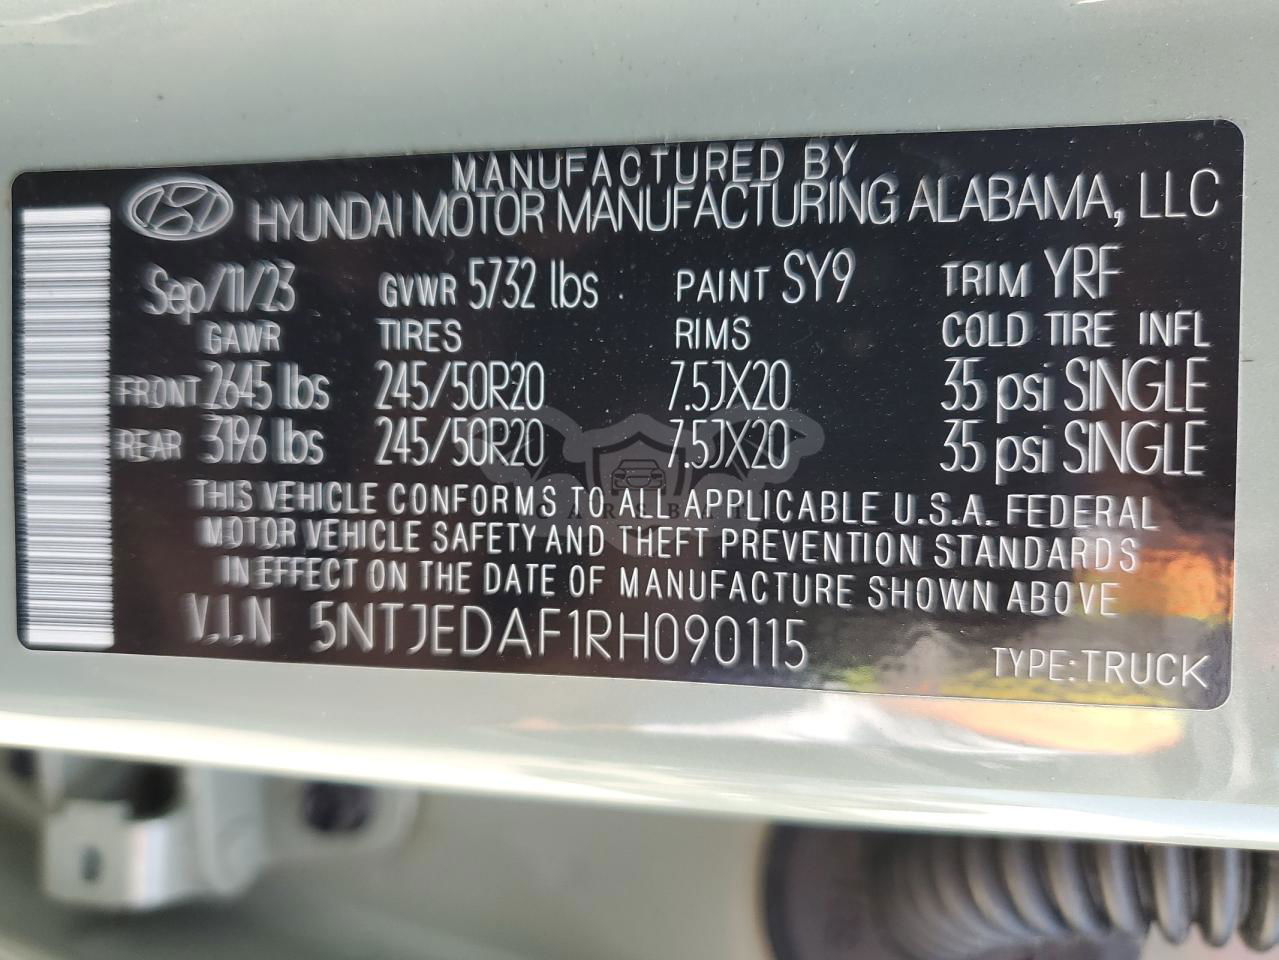 MANUFACTURED BY
HYUNDAI MOTOR MANUFACTURING ALABAMA, LLC
Sep/11/23 GVWR 5732 lbs PAINT SY9 TRIM YRF
GAWR TIRES RIMS COLD TIRE INFL
FRONT 2645 lbs 245/50R20 7.5JX20 35 psi SINGLE
REAR 3196 lbs 245/50R20 7.5JX20 35 psi SINGLE
THIS VEHICLE CONFORMS TO ALL APPLICABLE U.S.A. FEDERAL
MOTOR VEHICLE SAFETY AND THEFT PREVENTION STANDARDS
IN EFFECT ON THE DATE OF MANUFACTURE SHOWN ABOVE
V.I.N 5NTJEDAF1RH090115
TYPE:TRUCK